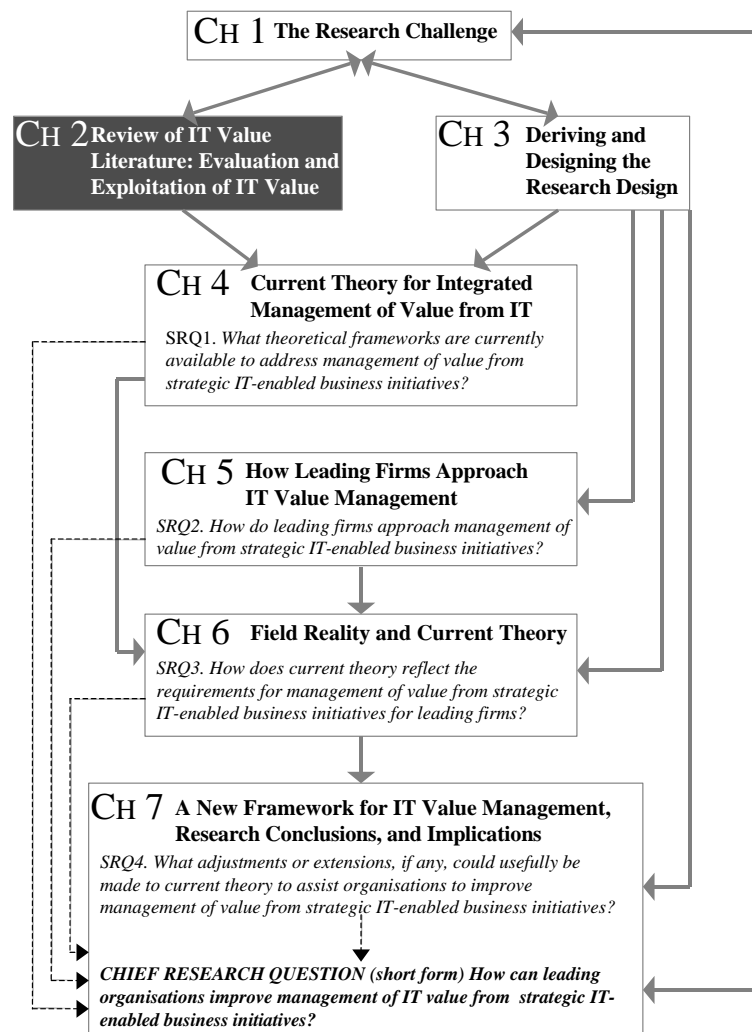 CH 1 The Research Challenge
CH 2 Review of IT Value
Literature: Evaluation and
Exploitation of IT Value
CH 3 Deriving and
Designing the
Research Design
CH 4 Current Theory for Integrated
Management of Value from IT
SRQ1. What theoretical frameworks are currently
available to address management of value from
strategic IT-enabled business initiatives?
CH 5 How Leading Firms Approach
IT Value Management
SRQ2. How do leading firms approach management of
value from strategic IT-enabled business initiatives?
CH 6 Field Reality and Current Theory
SRQ3. How does current theory reflect the
requirements for management of value from strategic
IT-enabled business initiatives for leading firms?
CH 7 A New Framework for IT Value Management,
Research Conclusions, and Implications
SRQ4. What adjustments or extensions, if any, could usefully be
made to current theory to assist organisations to improve
management of value from strategic IT-enabled business initiatives?
CHIEF RESEARCH QUESTION (short form) How can leading
organisations improve management of IT value from strategic IT-
enabled business initiatives?